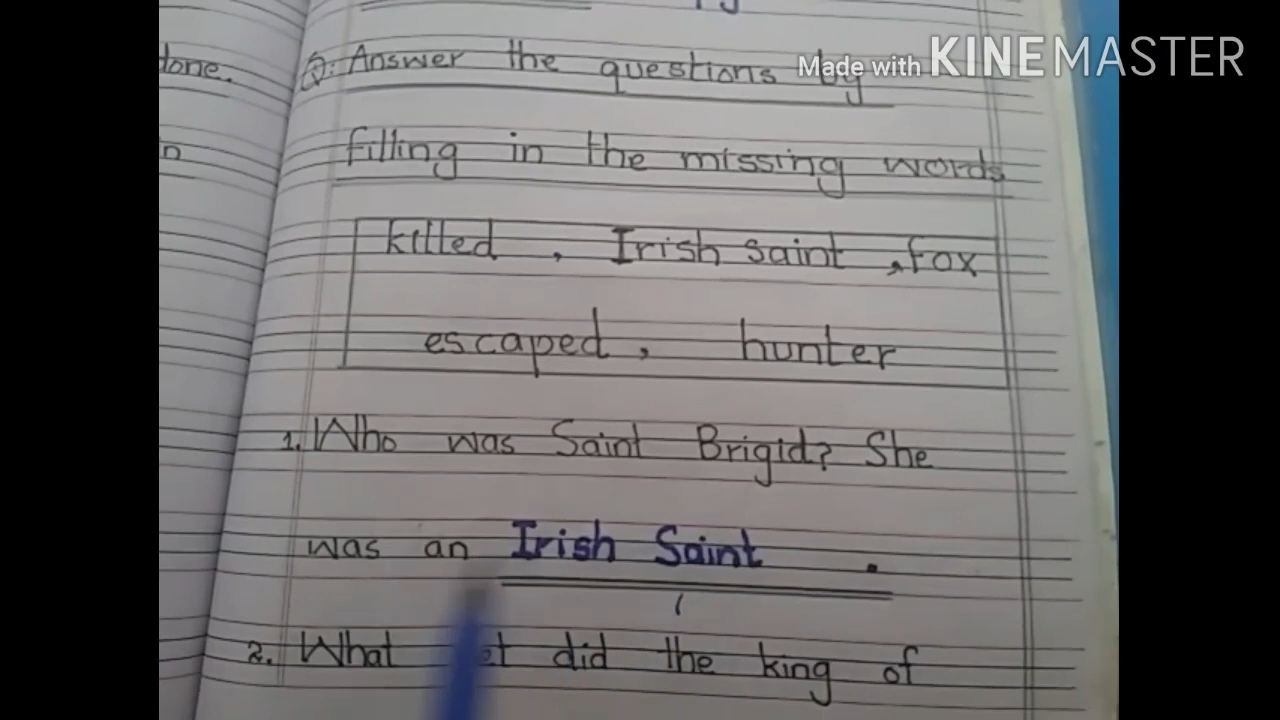 Made with KINEMASTER
done.
Q: Answer the questions by
filling in the missing words
killed, Irish saint, fox
escaped, hunter
1. Who was Saint Brigid? She
was an Irish Saint.
2. What did the king of